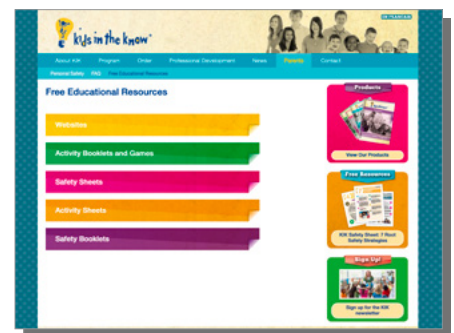 EN FRANÇAIS
kids in the know
About KIK Program Order Professional Development News Parents Contact
Personal Safety FAQ Free Educational Resources
Free Educational Resources
Websites
Activity Booklets and Games
Safety Sheets
Activity Sheets
Safety Booklets
Products
View Our Products
Free Resources
KIK Safety Sheet: 7 Root
Safety Strategies
Sign Up!
Sign up for the KIK
newsletter